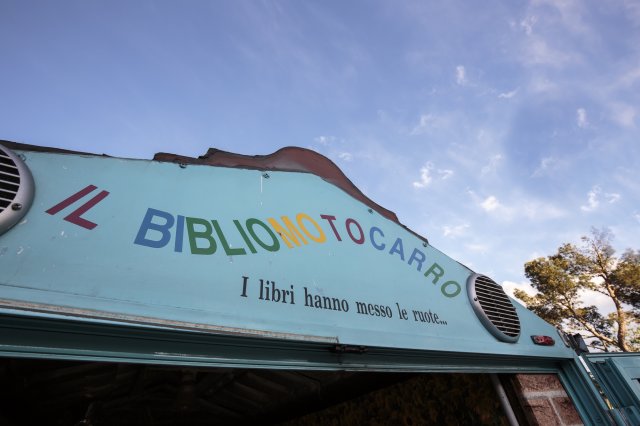 IL BIBLIOMOTOCARRO
I libri hanno messo le ruote...